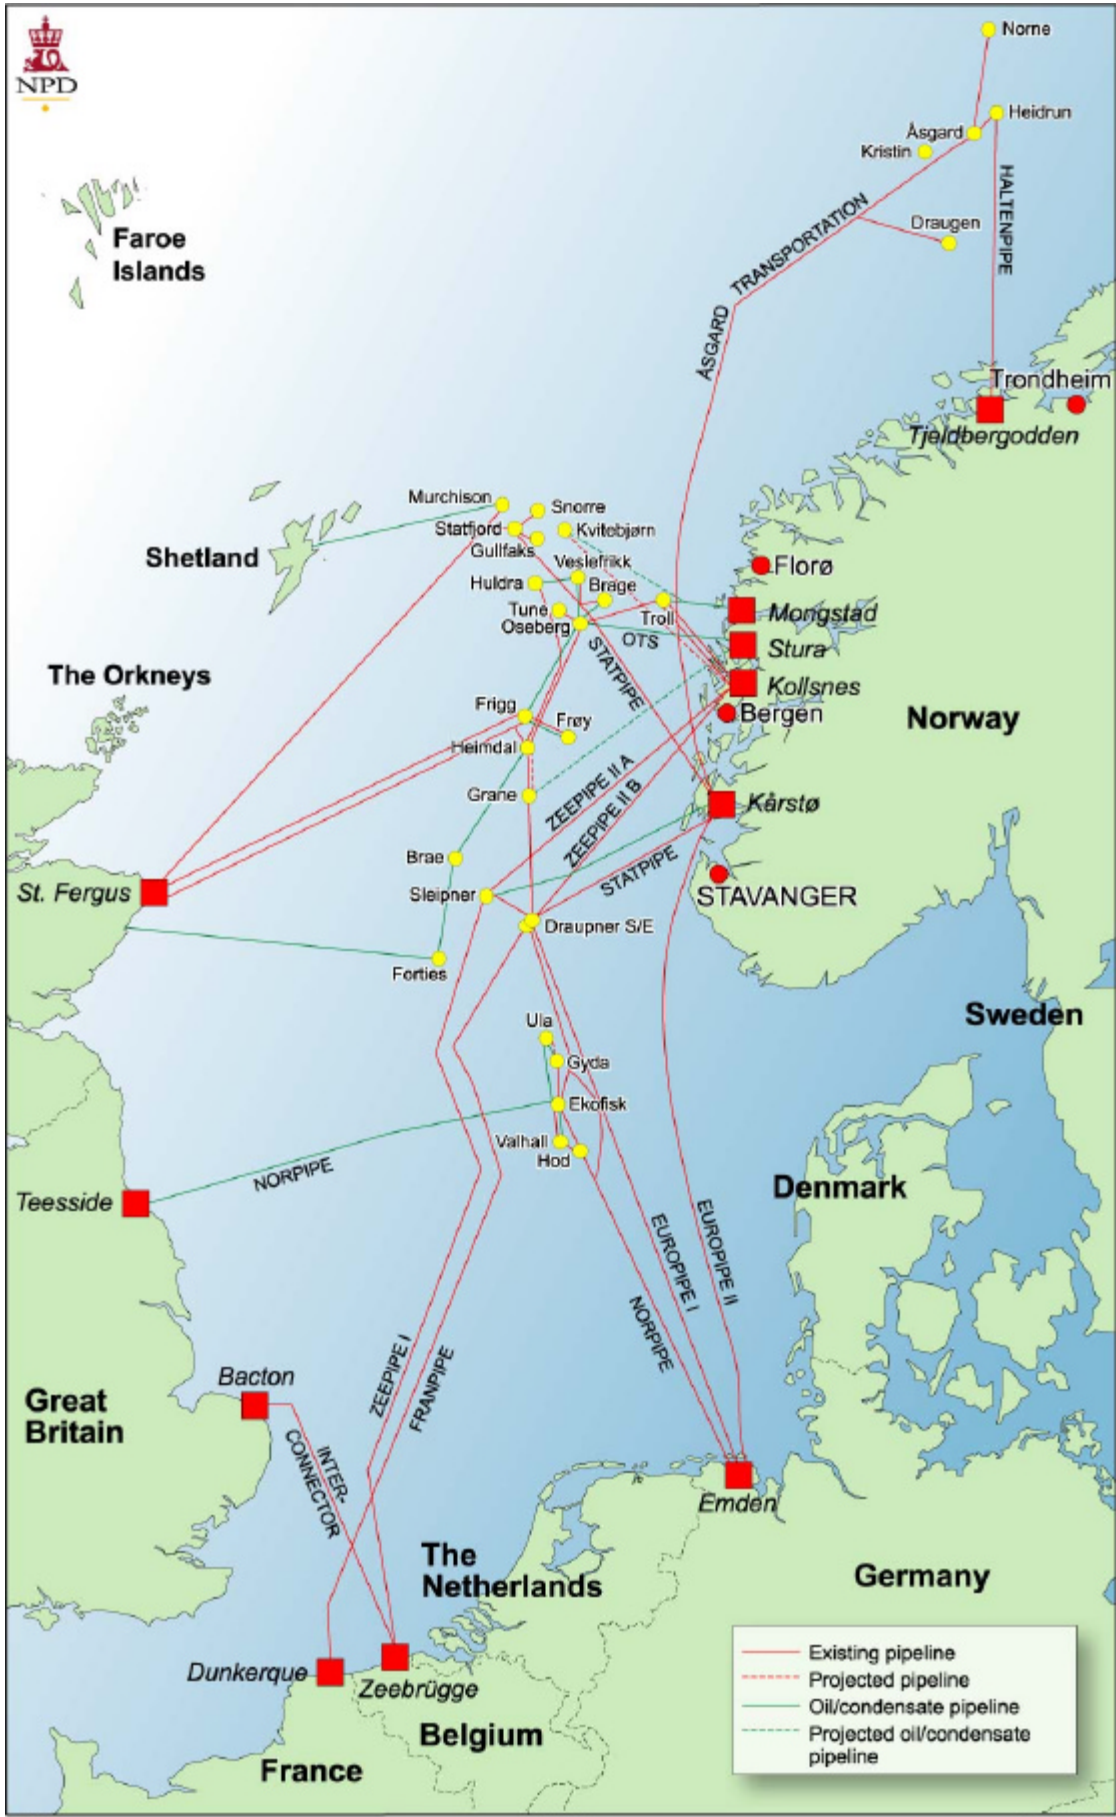 NPD
Norne
Heidrun
Åsgard
Kristin
HALTENPIPE
Draugen
TRANSPORTATION
ÅSGARD
Faroe
Islands
Trondheim
Tjeldbergodden
Murchison
Snorre
Statfjord
Kvitebjørn
Gullfaks
Shetland
Veslefrikk
Florø
Huldra
Brage
Tune
Troll
Mongstad
Oseberg
OTS
Stura
STATPIPE
The Orkneys
Kollsnes
Frigg
Frøy
Bergen
Norway
Heimdal
Grane
ZEEPIPE II A
ZEEPIPE II B
Kårstø
Brae
STATPIPE
St. Fergus
Sleipner
STAVANGER
Draupner S/E
Forties
Ula
Sweden
Gyda
Ekofisk
Valhall
Hod
NORPIPE
Teesside
Denmark
EUROPIPE I
EUROPIPE II
NORPIPE
ZEEPIPE I
FRANPIPE
Bacton
Great
Britain
INTER-
CONNECTOR
Emden
The
Netherlands
Germany
Dunkerque
Zeebrügge
Belgium
France
Existing pipeline
Projected pipeline
Oil/condensate pipeline
Projected oil/condensate
pipeline